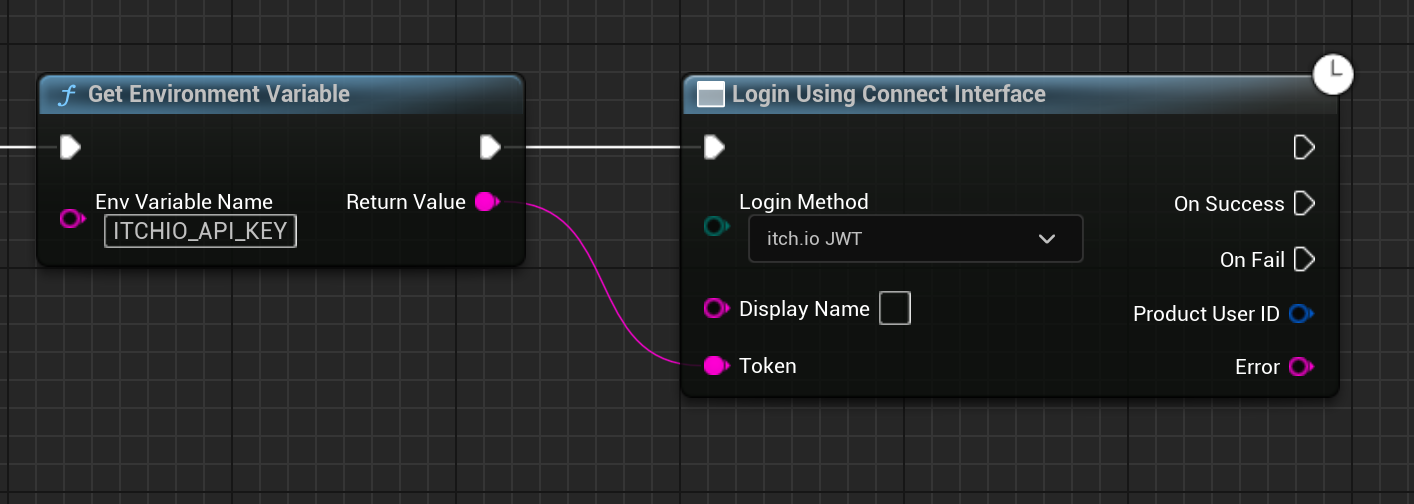 Get Environment Variable
Env Variable Name
ITCHIO_API_KEY
Return Value
Login Using Connect Interface
Login Method
itch.io JWT
Display Name
Token
On Success
On Fail
Product User ID
Error